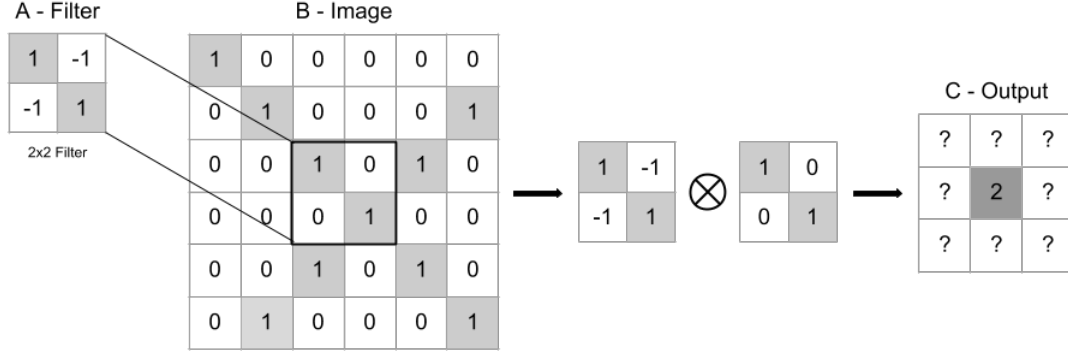 A - Filter
B - Image
1 -1
-1 1
2x2 Filter
1 0 0 0 0 0
0 1 0 0 0 1
0 0 1 0 1 0
0 0 0 1 0 0
0 0 1 0 1 0
0 1 0 0 0 1
1 -1
-1 1
1 0
0 1
C - Output
? ? ?
? 2 ?
? ? ?